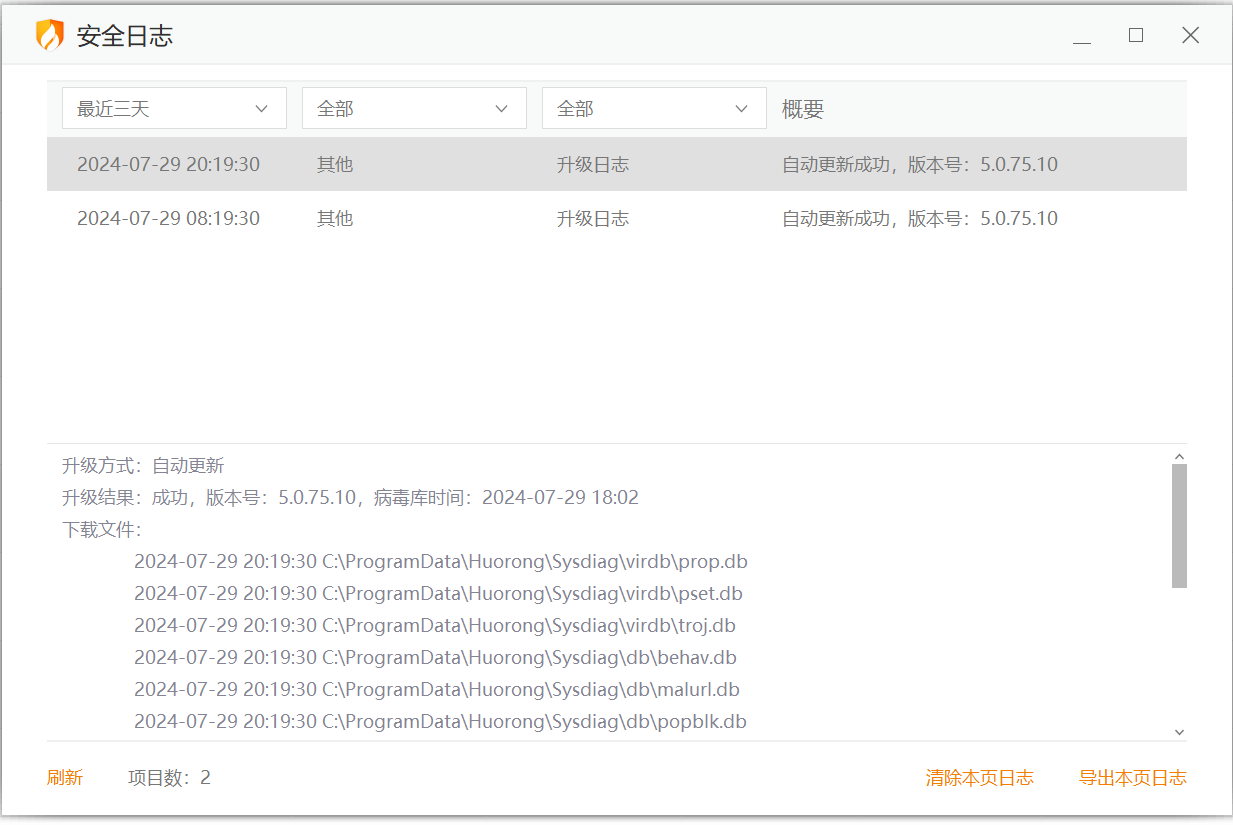 安全日志
最近三天 全部 全部 概要
2024-07-29 20:19:30 其他 升级日志 自动更新成功，版本号：5.0.75.10
2024-07-29 08:19:30 其他 升级日志 自动更新成功，版本号：5.0.75.10
升级方式：自动更新
升级结果：成功，版本号：5.0.75.10，病毒库时间：2024-07-29 18:02
下载文件：
2024-07-29 20:19:30 C:\ProgramData\Huorong\Sysdiag\virdb\prop.db
2024-07-29 20:19:30 C:\ProgramData\Huorong\Sysdiag\virdb\pset.db
2024-07-29 20:19:30 C:\ProgramData\Huorong\Sysdiag\virdb\troj.db
2024-07-29 20:19:30 C:\ProgramData\Huorong\Sysdiag\db\behav.db
2024-07-29 20:19:30 C:\ProgramData\Huorong\Sysdiag\db\malurl.db
2024-07-29 20:19:30 C:\ProgramData\Huorong\Sysdiag\db\popblk.db
刷新 项目数：2 清除本页日志 导出本页日志